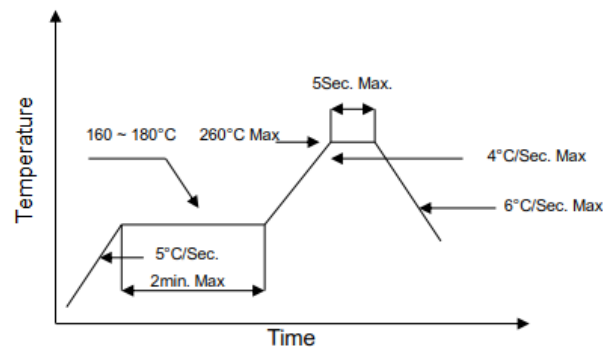 5Sec. Max.
160 ~ 180°C
260°C Max
4°C/Sec. Max
6°C/Sec. Max
5°C/Sec.
2min. Max
Temperature
Time